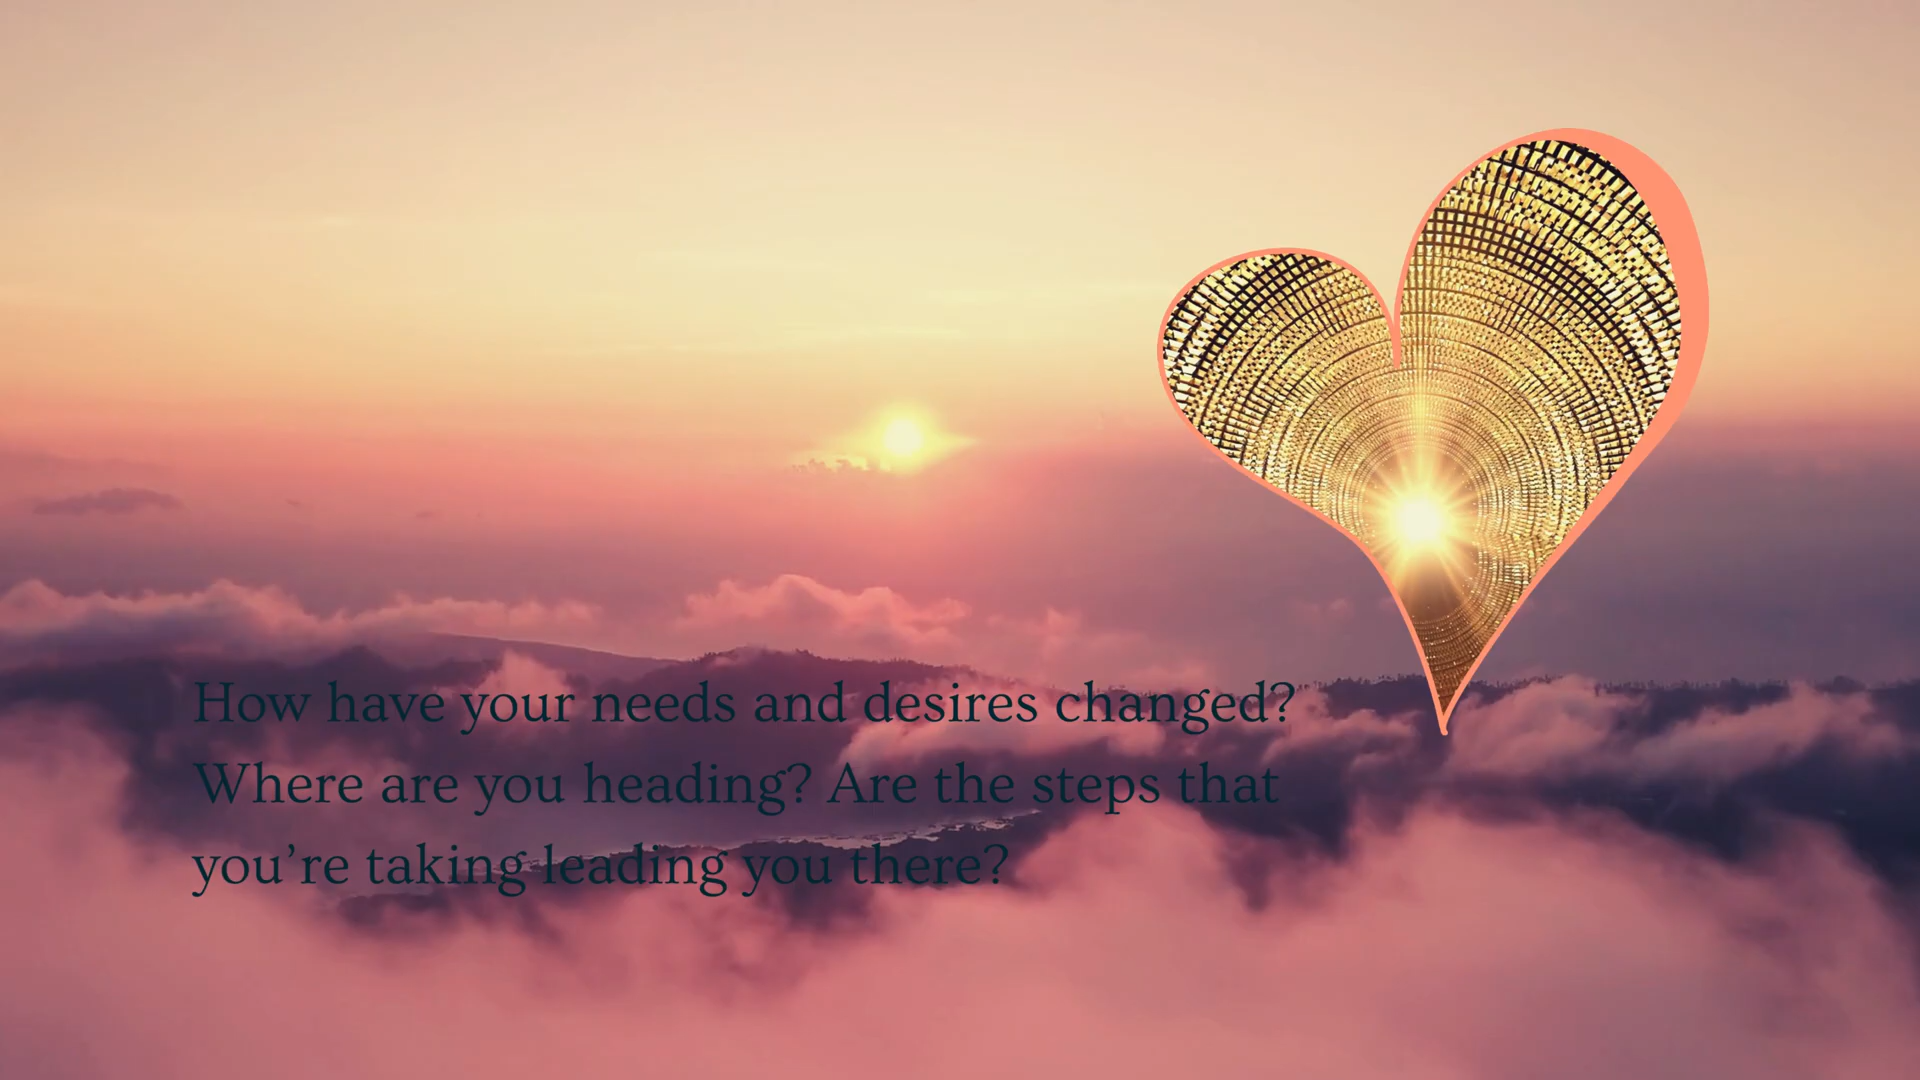 How have your needs and desires changed?
Where are you heading? Are the steps that
you’re taking leading you there?